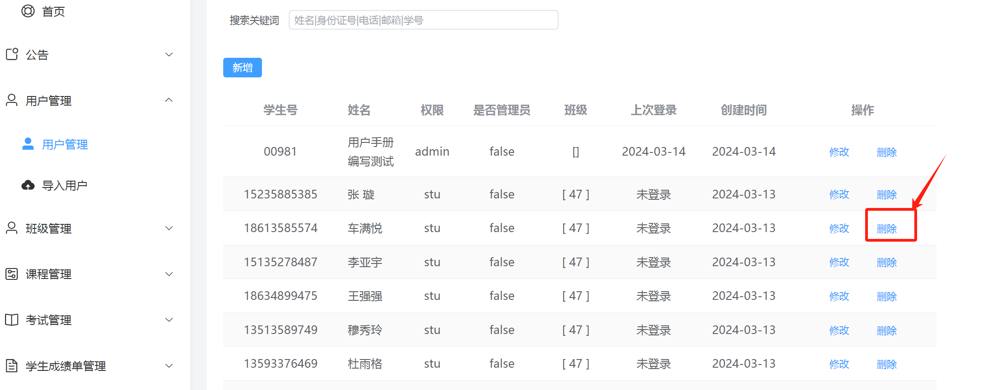 首页
公告
用户管理
用户管理
导入用户
班级管理
课程管理
考试管理
学生成绩单管理
搜索关键词 姓名|身份证号|电话|邮箱|学号
新增
学生号 姓名 权限 是否管理员 班级 上次登录 创建时间 操作
00981 用户手册编写测试 admin false [] 2024-03-14 2024-03-14 修改 删除
15235885385 张 璇 stu false [ 47 ] 未登录 2024-03-13 修改 删除
18613585574 车满悦 stu false [ 47 ] 未登录 2024-03-13 修改 删除
15135278487 李亚宇 stu false [ 47 ] 未登录 2024-03-13 修改 删除
18634899475 王强强 stu false [ 47 ] 未登录 2024-03-13 修改 删除
13513589749 穆秀玲 stu false [ 47 ] 未登录 2024-03-13 修改 删除
13593376469 杜雨格 stu false [ 47 ] 未登录 2024-03-13 修改 删除